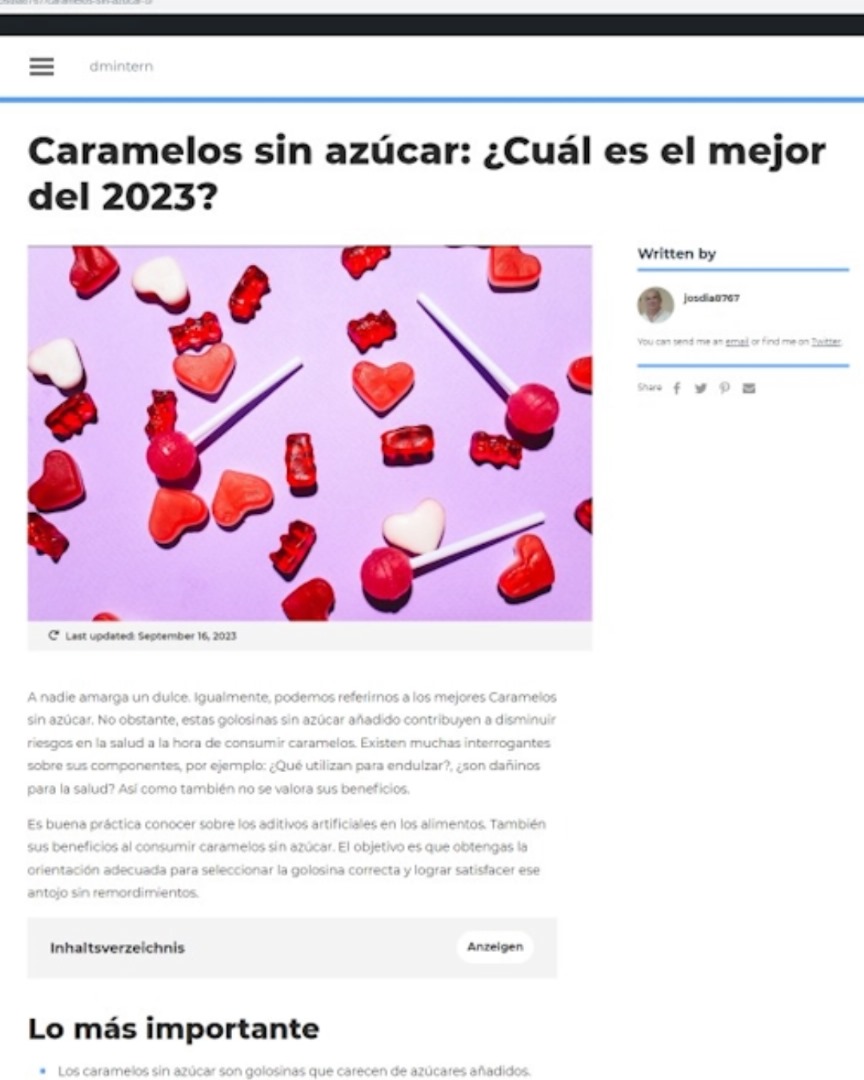 dmintern
Caramelos sin azúcar: ¿Cuál es el mejor
del 2023?
Written by
josdia8767
You can send me an email or find me on Twitter.
Share
Last updated: September 16, 2023
A nadie amarga un dulce. Igualmente, podemos referirnos a los mejores Caramelos
sin azúcar. No obstante, estas golosinas sin azúcar añadido contribuyen a disminuir
riesgos en la salud a la hora de consumir caramelos. Existen muchas interrogantes
sobre sus componentes, por ejemplo: ¿Qué utilizan para endulzar?, ¿son dañinos
para la salud? Así como también no se valora sus beneficios.
Es buena práctica conocer sobre los aditivos artificiales en los alimentos. También
sus beneficios al consumir caramelos sin azúcar. El objetivo es que obtengas la
orientación adecuada para seleccionar la golosina correcta y lograr satisfacer ese
antojo sin remordimientos.
Inhaltsverzeichnis
Anzeigen
Lo más importante
Los caramelos sin azúcar son golosinas que carecen de azúcares añadidos.